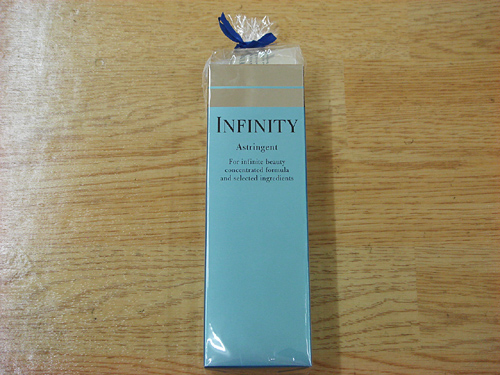 INFINITY
Astringent
For infinite beauty
concentrated formula
and selected ingredients